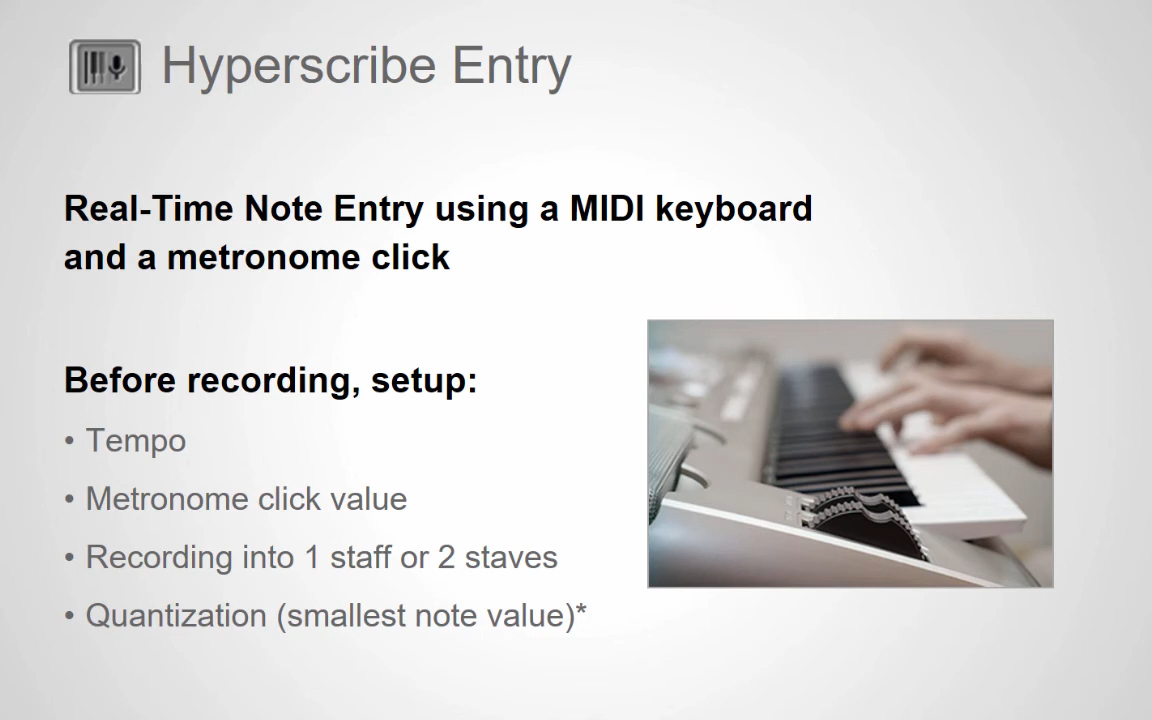 Hyperscribe Entry
Real-Time Note Entry using a MIDI keyboard
and a metronome click
Before recording, setup:
• Tempo
• Metronome click value
• Recording into 1 staff or 2 staves
• Quantization (smallest note value)*